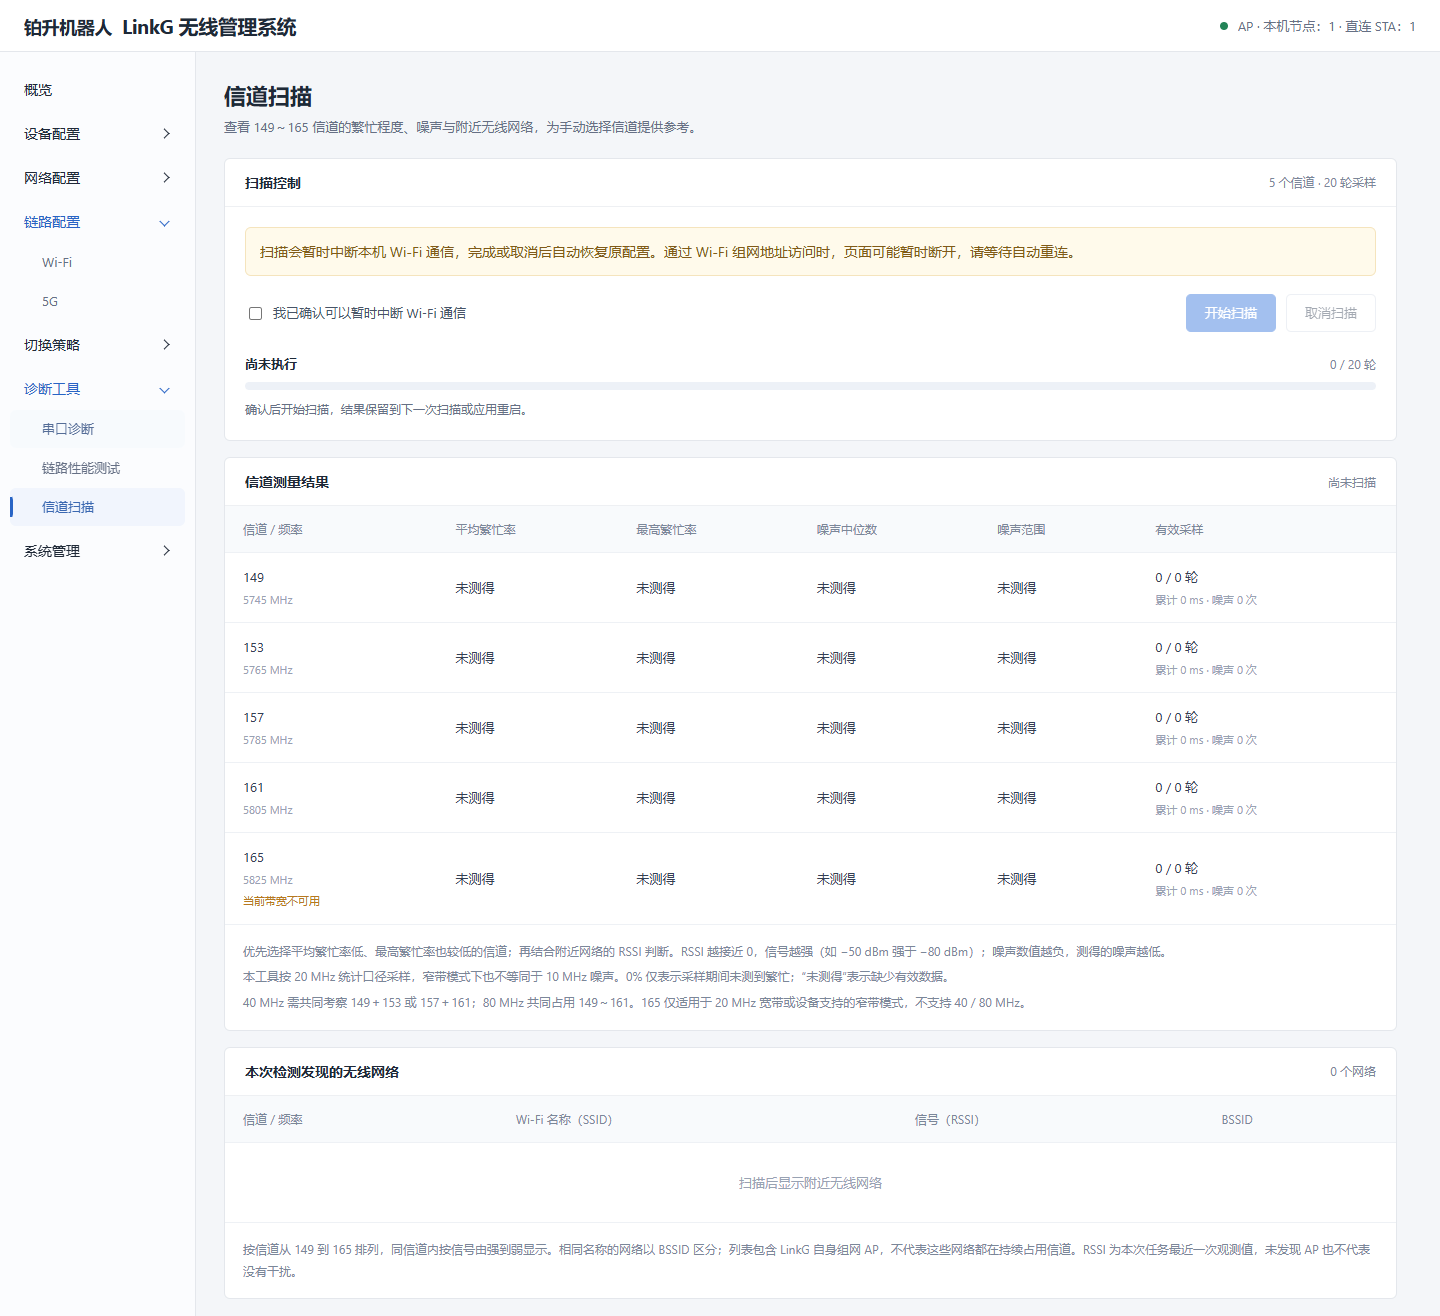 铂升机器人 LinkG 无线管理系统
AP · 本机节点：1 · 直连 STA：1
概览
设备配置
网络配置
链路配置
Wi-Fi
5G
切换策略
诊断工具
串口诊断
链路性能测试
信道扫描
系统管理
信道扫描
查看 149 ~ 165 信道的繁忙程度、噪声与附近无线网络，为手动选择信道提供参考。
扫描控制
5 个信道 · 20 轮采样
扫描会暂时中断本机 Wi-Fi 通信，完成或取消后自动恢复原配置。通过 Wi-Fi 组网地址访问时，页面可能暂时断开，请等待自动重连。
我已确认可以暂时中断 Wi-Fi 通信
开始扫描
取消扫描
尚未执行
0 / 20 轮
确认后开始扫描，结果保留到下一次扫描或应用重启。
信道测量结果
尚未扫描
信道 / 频率 平均繁忙率 最高繁忙率 噪声中位数 噪声范围 有效采样
149
5745 MHz
未测得 未测得 未测得 未测得
0 / 0 轮
累计 0 ms · 噪声 0 次
153
5765 MHz
未测得 未测得 未测得 未测得
0 / 0 轮
累计 0 ms · 噪声 0 次
157
5785 MHz
未测得 未测得 未测得 未测得
0 / 0 轮
累计 0 ms · 噪声 0 次
161
5805 MHz
未测得 未测得 未测得 未测得
0 / 0 轮
累计 0 ms · 噪声 0 次
165
5825 MHz
当前带宽不可用
未测得 未测得 未测得 未测得
0 / 0 轮
累计 0 ms · 噪声 0 次
优先选择平均繁忙率低、最高繁忙率也较低的信道；再结合附近网络的 RSSI 判断。RSSI 越接近 0，信号越强（如 −50 dBm 强于 −80 dBm）；噪声数值越负，测得的噪声越低。
本工具按 20 MHz 统计口径采样，窄带模式下也不等同于 10 MHz 噪声。0% 仅表示采样期间未测到繁忙；“未测得”表示缺少有效数据。
40 MHz 需共同考察 149 + 153 或 157 + 161；80 MHz 共同占用 149 ~ 161。165 仅适用于 20 MHz 宽带或设备支持的窄带模式，不支持 40 / 80 MHz。
本次检测发现的无线网络
0 个网络
信道 / 频率 Wi-Fi 名称（SSID） 信号（RSSI） BSSID
扫描后显示附近无线网络
按信道从 149 到 165 排列，同信道内按信号由强到弱显示。相同名称的网络以 BSSID 区分；列表包含 LinkG 自身组网 AP，不代表这些网络都在持续占用信道。RSSI 为本次任务最近一次观测值，未发现 AP 也不代表
没有干扰。